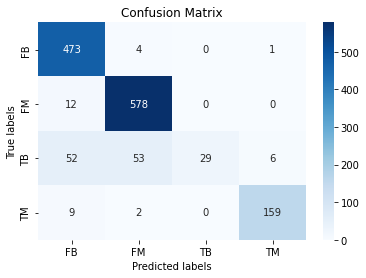 Confusion Matrix
FB 473 4 0 1
FM 12 578 0 0
TB 52 53 29 6
TM 9 2 0 159
FB FM TB TM
True labels
Predicted labels
500
400
300
200
100
0